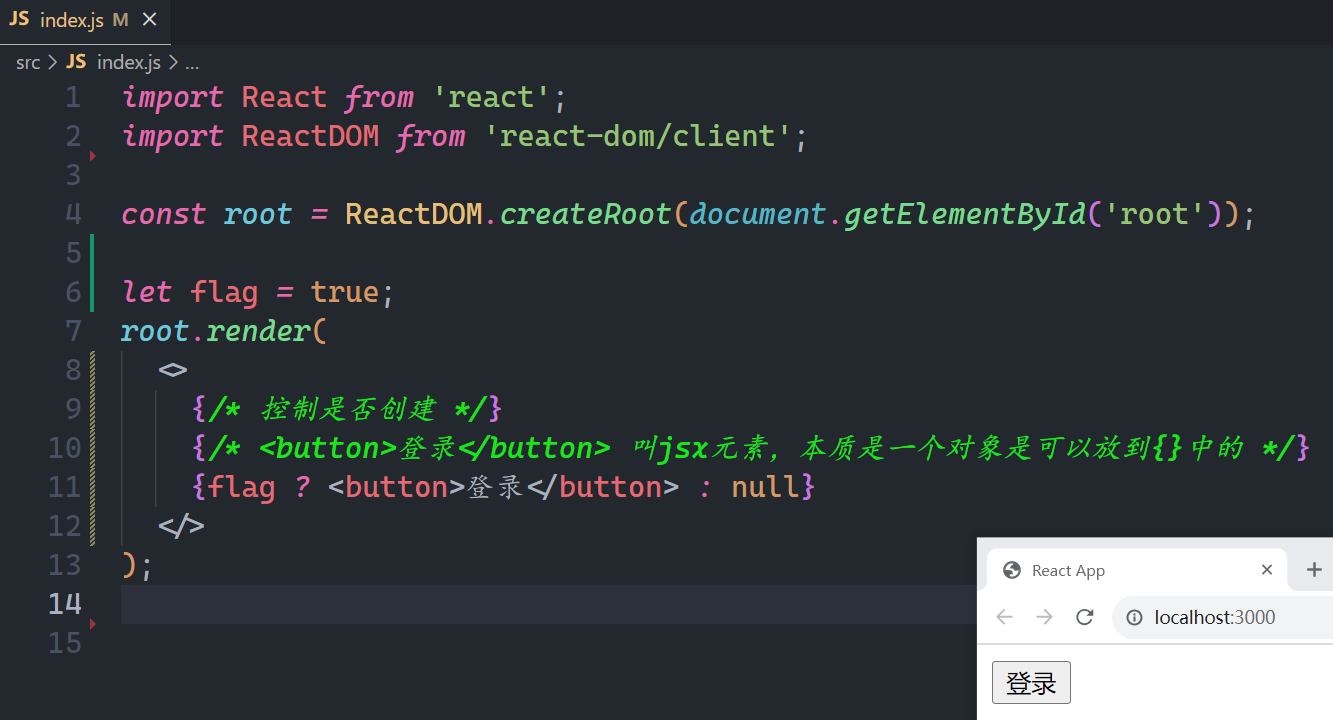 JS index.js M ×
src > JS index.js > ...
1 import React from 'react';
2 import ReactDOM from 'react-dom/client';
3
4 const root = ReactDOM.createRoot(document.getElementById('root'));
5
6 let flag = true;
7 root.render(
8 <>
9 {/* 控制是否创建 */}
10 {/* <button>登录</button> 叫jsx元素, 本质是一个对象是可以放到{}中的 */}
11 {flag ? <button>登录</button> : null}
12 </>
13 );
14
15
React App × +
localhost:3000
登录